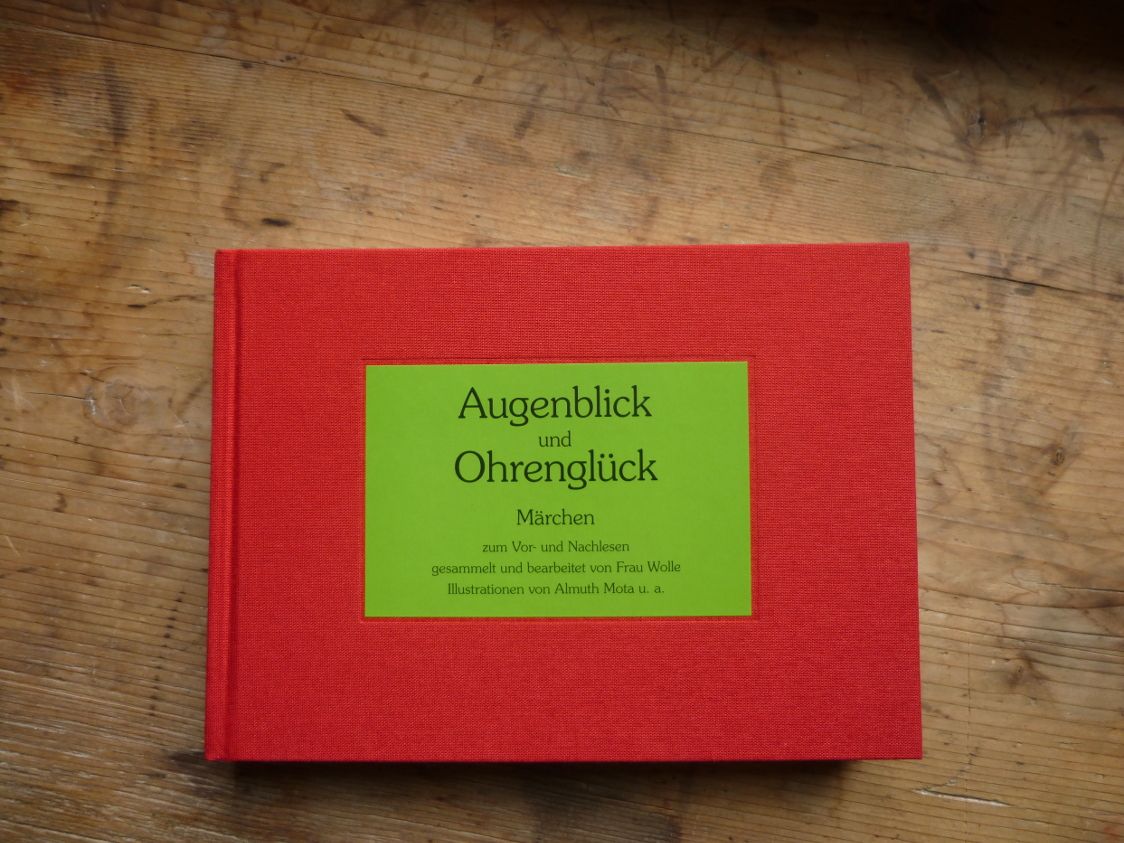 Augenblick
und
Ohrenglück
Märchen
zum Vor- und Nachlesen
gesammelt und bearbeitet von Frau Wolle
Illustrationen von Almuth Mota u. a.